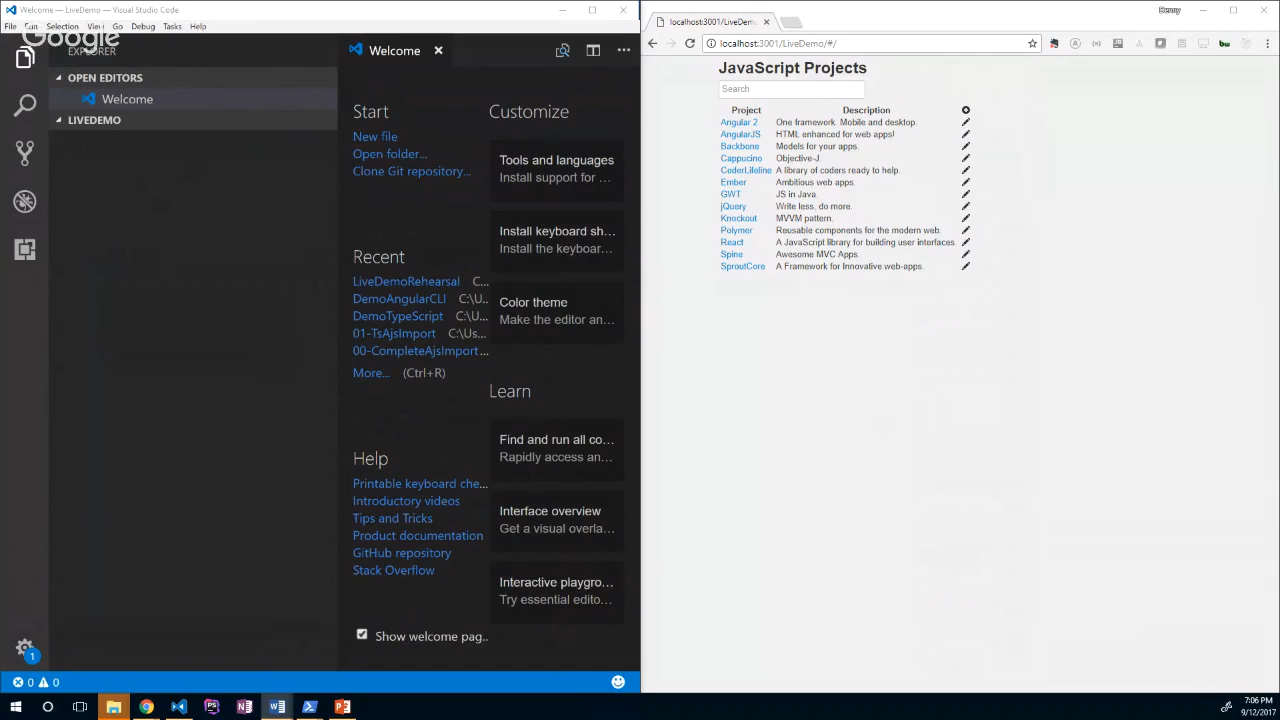 Welcome — LiveDemo — Visual Studio Code
File Edit Selection View Go Debug Tasks Help
Google
EXPLORER
OPEN EDITORS
Welcome
LIVEDEMO
1
0 0
Welcome
Start
New file
Open folder...
Clone Git repository...
Recent
LiveDemoRehearsal C...
DemoAngularCLI C:\U...
DemoTypeScript C:\U...
01-TsAjsImport C:\Us...
00-CompleteAjsImport...
More... (Ctrl+R)
Help
Printable keyboard che...
Introductory videos
Tips and Tricks
Product documentation
GitHub repository
Stack Overflow
Show welcome pag..
Customize
Tools and languages
Install support for ...
Install keyboard sh...
Install the keyboar...
Color theme
Make the editor an...
Learn
Find and run all co...
Rapidly access an...
Interface overview
Get a visual overla...
Interactive playgro...
Try essential edito...
Kenny
localhost:3001/LiveDem
localhost:3001/LiveDemo/#/
JavaScript Projects
Search
Project Description
Angular 2 One framework. Mobile and desktop.
AngularJS HTML enhanced for web apps!
Backbone Models for your apps.
Cappucino Objective-J.
CoderLifeline A library of coders ready to help.
Ember Ambitious web apps.
GWT JS in Java.
jQuery Write less, do more.
Knockout MVVM pattern.
Polymer Reusable components for the modern web.
React A JavaScript library for building user interfaces.
Spine Awesome MVC Apps.
SproutCore A Framework for Innovative web-apps.
7:06 PM
9/12/2017